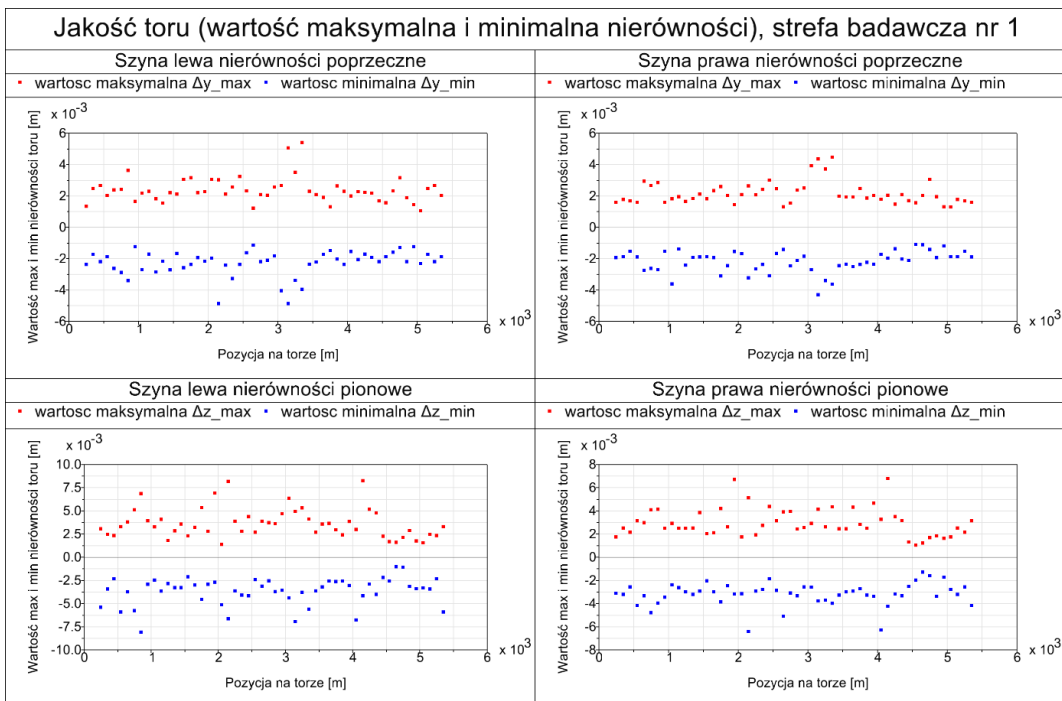 Jakość toru (wartość maksymalna i minimalna nierówności), strefa badawcza nr 1
Szyna lewa nierówności poprzeczne
wartosc maksymalna Δy_max wartosc minimalna Δy_min
Wartość max i min nierówności toru [m]
x 10⁻³
6
4
2
0
-2
-4
-6
0 1 2 3 4 5 6
x 10³
Pozycja na torze [m]
Szyna prawa nierówności poprzeczne
wartosc maksymalna Δy_max wartosc minimalna Δy_min
Wartość max i min nierówności toru [m]
x 10⁻³
6
4
2
0
-2
-4
-6
0 1 2 3 4 5 6
x 10³
Pozycja na torze [m]
Szyna lewa nierówności pionowe
wartosc maksymalna Δz_max wartosc minimalna Δz_min
Wartość max i min nierówności toru [m]
x 10⁻³
10.0
7.5
5.0
2.5
0.0
-2.5
-5.0
-7.5
-10.0
0 1 2 3 4 5 6
x 10³
Pozycja na torze [m]
Szyna prawa nierówności pionowe
wartosc maksymalna Δz_max wartosc minimalna Δz_min
Wartość max i min nierówności toru [m]
x 10⁻³
8
6
4
2
0
-2
-4
-6
-8
0 1 2 3 4 5 6
x 10³
Pozycja na torze [m]